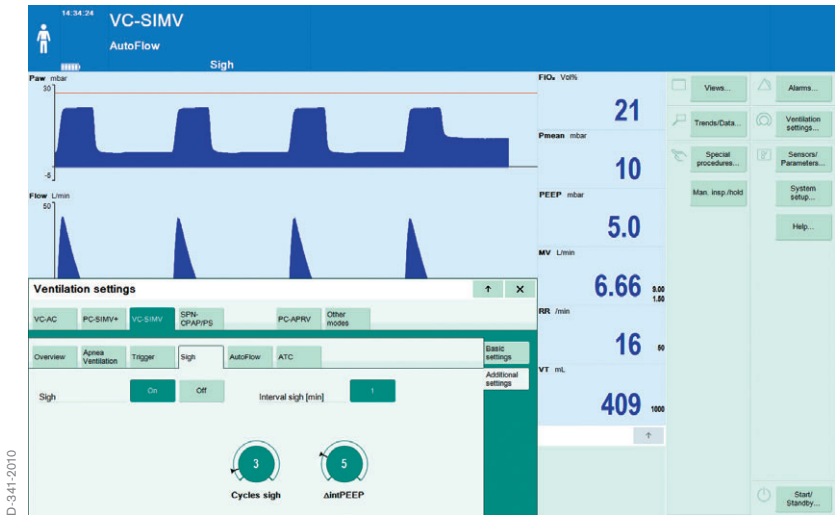 14:34:24
VC-SIMV
AutoFlow
Sigh
Paw mbar
30
-5
Flow L/min
50
FiO₂ Vol%
21
Pmean mbar
10
PEEP mbar
5.0
MV L/min
6.66
9.00
1.50
RR /min
16
50
VT mL
409
1000
Views...
Alarms...
Trends/Data...
Ventilation
settings...
Special
procedures...
Sensors/
Parameters...
Man. insp./hold
System
setup...
Help...
Start/
Standby...
Ventilation settings
VC-AC
PC-SIMV+
VC-SIMV
SPN-
CPAP/PS
PC-APRV
Other
modes
Overview
Apnea
Ventilation
Trigger
Sigh
AutoFlow
ATC
Basic
settings
Additional
settings
Sigh
On
Off
Interval sigh [min]
1
3
5
Cycles sigh
ΔintPEEP
D-341-2010